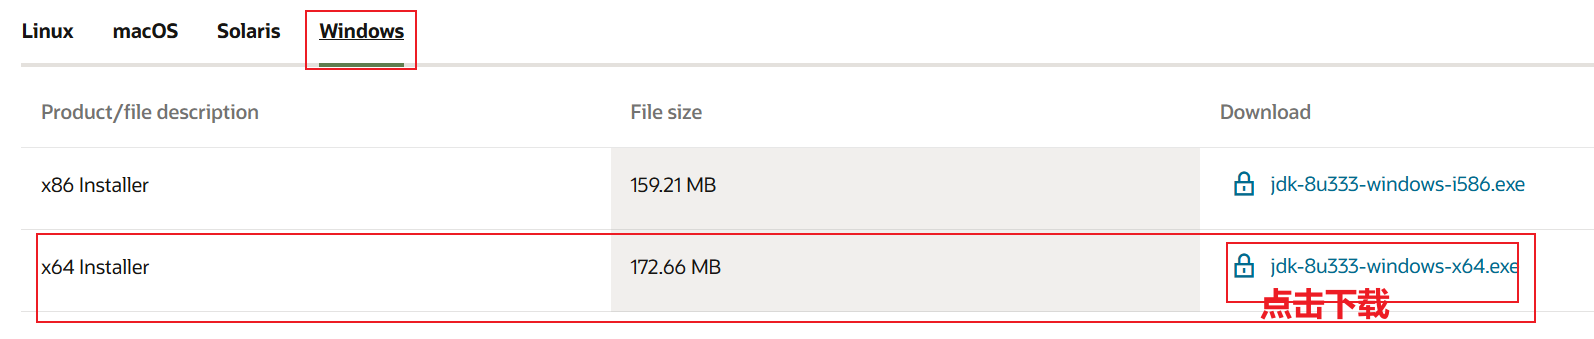 Linux macOS Solaris Windows
Product/file description File size Download
x86 Installer 159.21 MB jdk-8u333-windows-i586.exe
x64 Installer 172.66 MB jdk-8u333-windows-x64.exe
点击下载